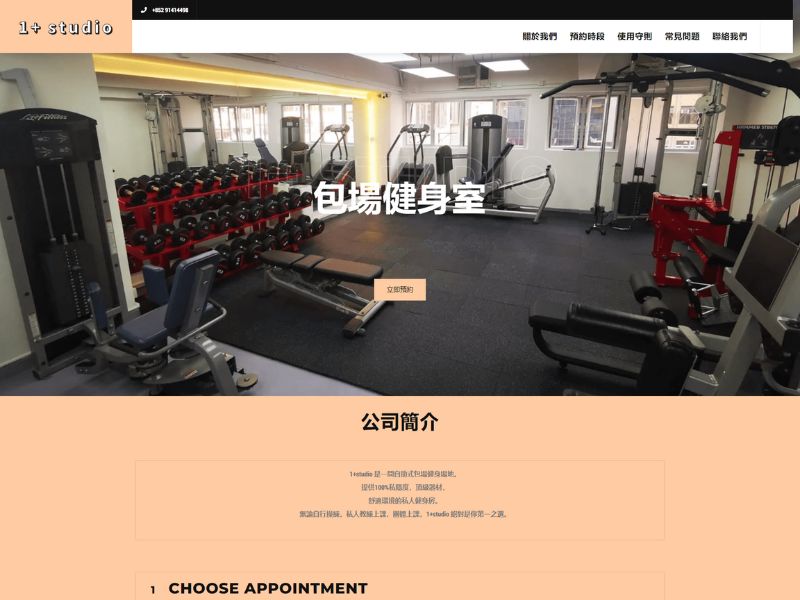 1+ studio
+852 91414498
關於我們 預約時段 使用守則 常見問題 聯絡我們
包場健身室
立即預約
公司簡介
1+studio 是一間自助式包場健身場地。
提供100%私隱度、頂級器材、
舒適環境的私人健身房。
無論自行操練、私人教練上課、團體上課，1+studio 絕對是你第一之選。
1 CHOOSE APPOINTMENT